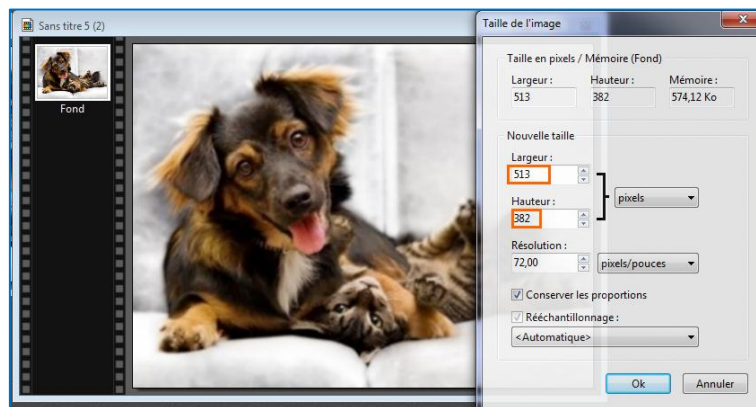 Sans titre 5 (2)
Fond
Taille de l'image
Taille en pixels / Mémoire (Fond)
Largeur : Hauteur : Mémoire :
513 382 574,12 Ko
Nouvelle taille
Largeur :
513
pixels
Hauteur :
382
Résolution :
72,00 pixels/pouces
Conserver les proportions
Rééchantillonnage :
<Automatique>
Ok Annuler